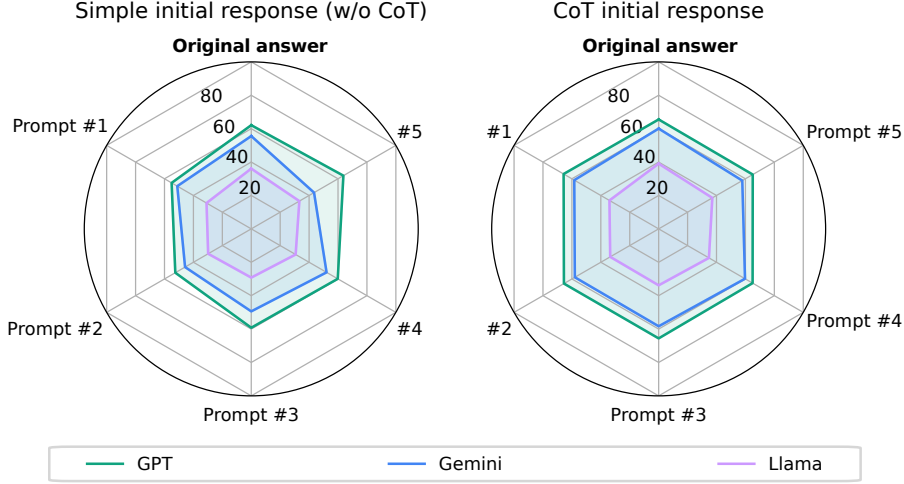 Simple initial response (w/o CoT)
Original answer
80
60
40
20
Prompt #1
#5
Prompt #2
#4
Prompt #3
CoT initial response
Original answer
80
60
40
20
#1
Prompt #5
#2
Prompt #4
Prompt #3
GPT
Gemini
Llama